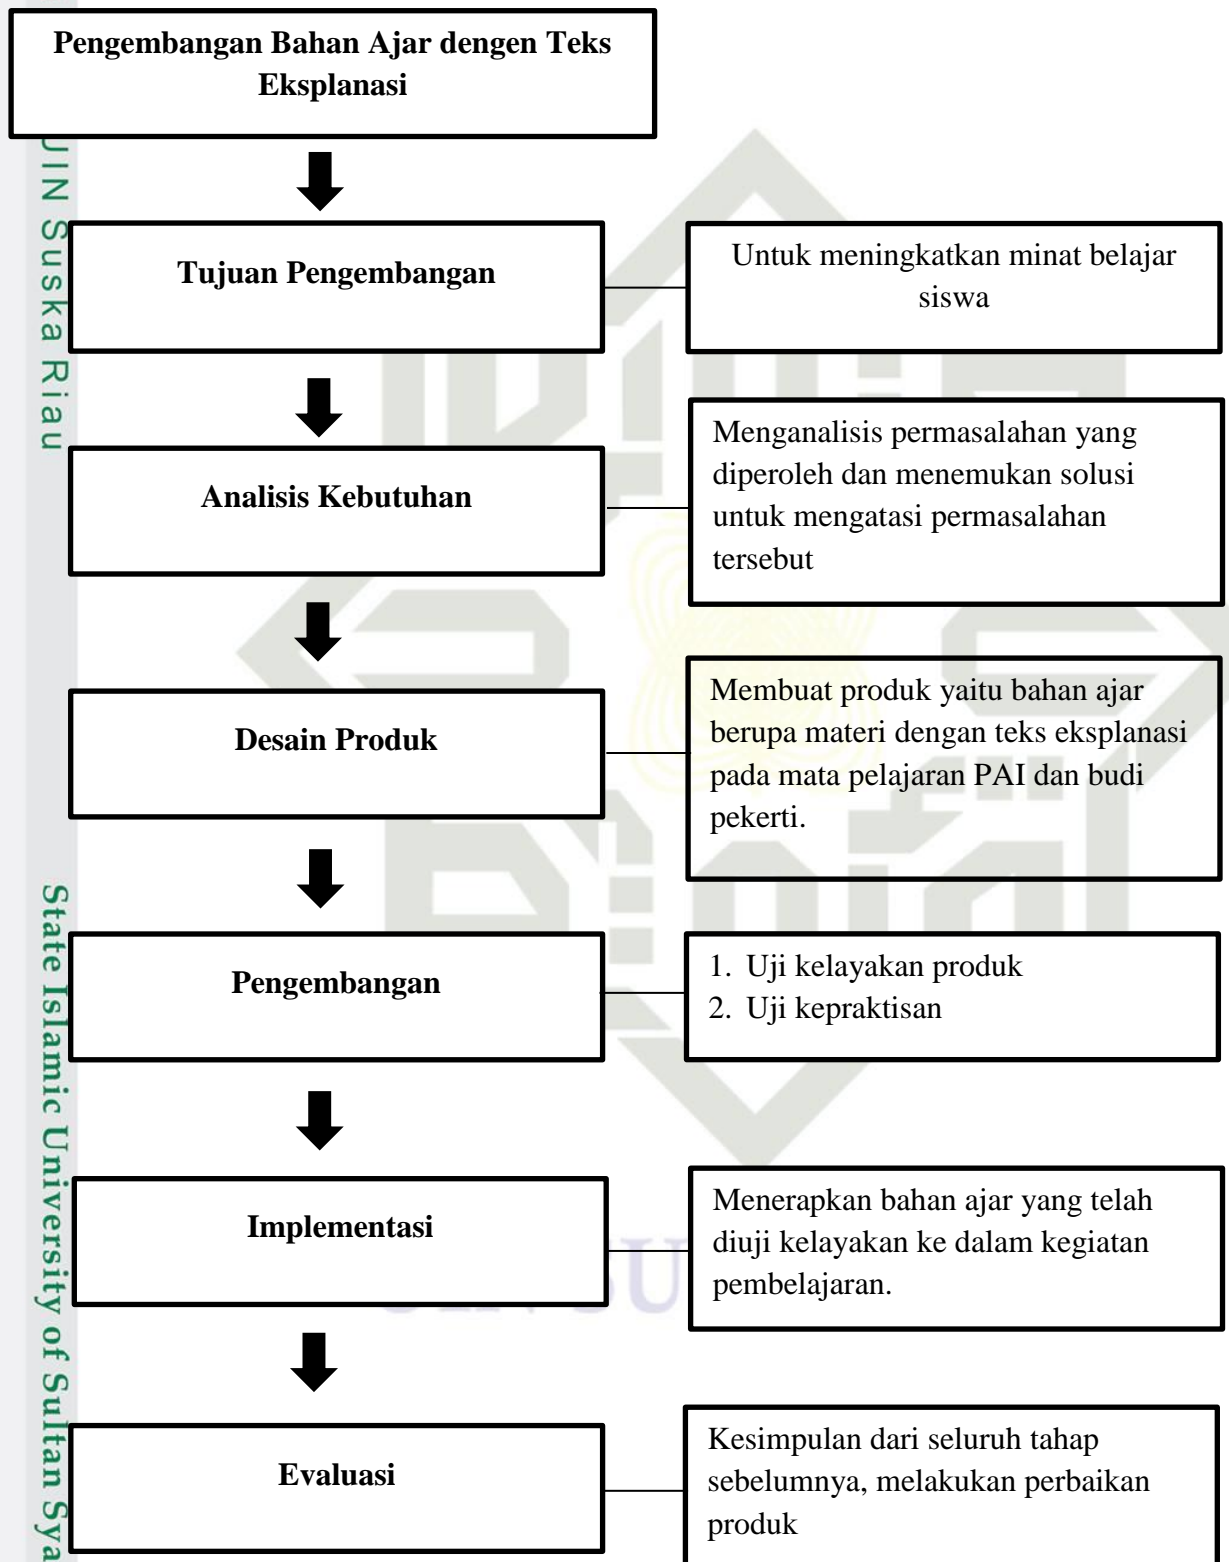 Pengembangan Bahan Ajar dengen Teks
Eksplanasi
Tujuan Pengembangan
Untuk meningkatkan minat belajar
siswa
Analisis Kebutuhan
Menganalisis permasalahan yang
diperoleh dan menemukan solusi
untuk mengatasi permasalahan
tersebut
Desain Produk
Membuat produk yaitu bahan ajar
berupa materi dengan teks eksplanasi
pada mata pelajaran PAI dan budi
pekerti.
Pengembangan
1. Uji kelayakan produk
2. Uji kepraktisan
Implementasi
Menerapkan bahan ajar yang telah
diuji kelayakan ke dalam kegiatan
pembelajaran.
Evaluasi
Kesimpulan dari seluruh tahap
sebelumnya, melakukan perbaikan
produk
UIN Suska Riau
State Islamic University of Sultan Sya